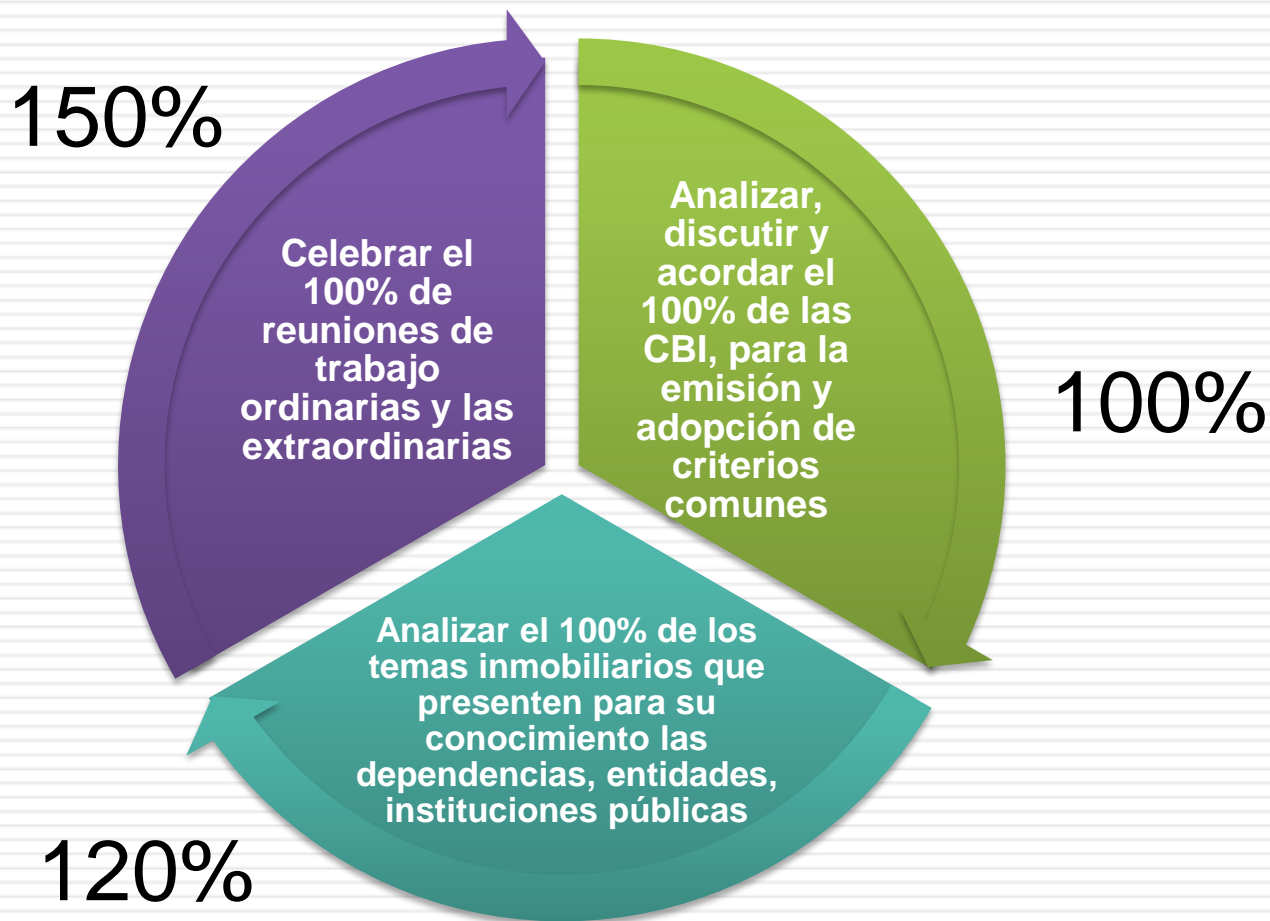 150%
Celebrar el
100% de
reuniones de
trabajo
ordinarias y las
extraordinarias
Analizar,
discutir y
acordar el
100% de las
CBI, para la
emisión y
adopción de
criterios
comunes
100%
Analizar el 100% de los
temas inmobiliarios que
presenten para su
conocimiento las
dependencias, entidades,
instituciones públicas
120%